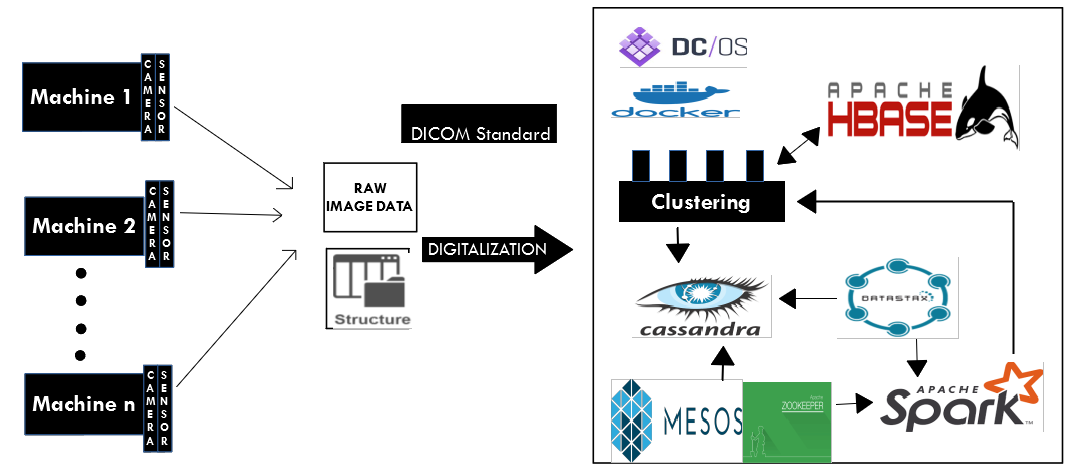 Machine 1
CAMERA
SENSOR
Machine 2
CAMERA
SENSOR
Machine n
CAMERA
SENSOR
DICOM Standard
RAW
IMAGE DATA
Structure
DIGITALIZATION
DC/OS
docker
APACHE
HBASE
Clustering
cassandra
DATASTAX
MESOS
Apache
ZOOKEEPER
APACHE
Spark™